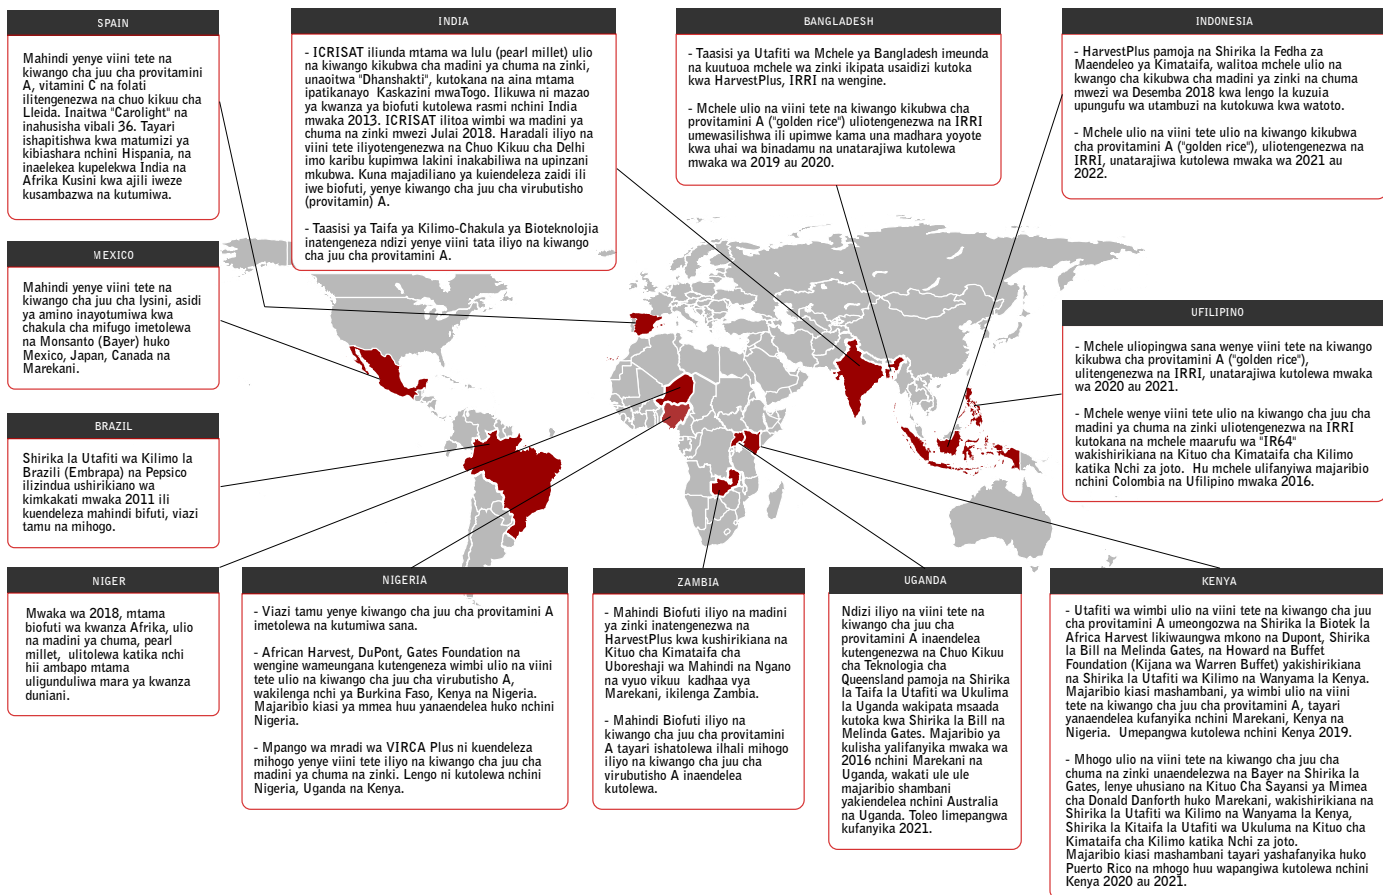 SPAIN
Mahindi yenye viini tete na
kiwango cha juu cha provitamini
A, vitamini C na folati
ilitengenezwa na chuo kikuu cha
Lleida. Inaitwa "Carolight" na
inahusisha vibali 36. Tayari
ishapitishwa kwa matumizi ya
kibiashara nchini Hispania, na
inaelekea kupelekwa India na
Afrika Kusini kwa ajili iweze
kusambazwa na kutumiwa.
INDIA
- ICRISAT iliunda mtama wa lulu (pearl millet) ulio
na kiwango kikubwa cha madini ya chuma na zinki,
unaoitwa "Dhanshakti", kutokana na aina mtama
ipatikanayo Kaskazini mwaTogo. Ilikuwa ni mazao
ya kwanza ya biofuti kutolewa rasmi nchini India
mwaka 2013. ICRISAT ilitoa wimbi wa madini ya
chuma na zinki mwezi Julai 2018. Haradali iliyo na
viini tete iliyotengenezwa na Chuo Kikuu cha Delhi
imo karibu kupimwa lakini inakabiliwa na upinzani
mkubwa. Kuna majadiliano ya kuiendeleza zaidi ili
iwe biofuti, yenye kiwango cha juu cha virubutisho
(provitamin) A.
- Taasisi ya Taifa ya Kilimo-Chakula ya Bioteknolojia
inatengeneza ndizi yenye viini tata iliyo na kiwango
cha juu cha provitamini A.
BANGLADESH
- Taasisi ya Utafiti wa Mchele ya Bangladesh imeunda
na kuutuoa mchele wa zinki ikipata usaidizi kutoka
kwa HarvestPlus, IRRI na wengine.
- Mchele ulio na viini tete na kiwango kikubwa cha
provitamini A ("golden rice") uliotengenezwa na IRRI
umewasilishwa ili upimwe kama una madhara yoyote
kwa uhai wa binadamu na unatarajiwa kutolewa
mwaka wa 2019 au 2020.
INDONESIA
- HarvestPlus pamoja na Shirika la Fedha za
Maendeleo ya Kimataifa, walitoa mchele ulio na
kwango cha kikubwa cha madini ya zinki na chuma
mwezi wa Desemba 2018 kwa lengo la kuzuia
upungufu wa utambuzi na kutokuwa kwa watoto.
- Mchele ulio na viini tete ulio na kiwango kikubwa
cha provitamini A ("golden rice"), uliotengenezwa na
IRRI, unatarajiwa kutolewa mwaka wa 2021 au
2022.
MEXICO
Mahindi yenye viini tete na
kiwango cha juu cha lysini, asidi
ya amino inayotumiwa kwa
chakula cha mifugo imetolewa
na Monsanto (Bayer) huko
Mexico, Japan, Canada na
Marekani.
UFILIPINO
- Mchele uliopingwa sana wenye viini tete na kiwango
kikubwa cha provitamini A ("golden rice"),
ulitengenezwa na IRRI, unatarajiwa kutolewa mwaka
wa 2020 au 2021.
- Mchele wenye viini tete ulio na kiwango cha juu cha
madini ya chuma na zinki uliotengenezwa na IRRI
kutokana na mchele maarufu wa "IR64"
wakishirikiana na Kituo cha Kimataifa cha Kilimo
katika Nchi za joto.  Hu mchele ulifanyiwa majaribio
nchini Colombia na Ufilipino mwaka 2016.
BRAZIL
Shirika la Utafiti wa Kilimo la
Brazili (Embrapa) na Pepsico
ilizindua ushirikiano wa
kimkakati mwaka 2011 ili
kuendeleza mahindi bifuti, viazi
tamu na mihogo.
NIGER
Mwaka wa 2018, mtama
biofuti wa kwanza Afrika, ulio
na madini ya chuma, pearl
millet,  ulitolewa katika nchi
hii ambapo mtama
uligunduliwa mara ya kwanza
duniani.
NIGERIA
- Viazi tamu yenye kiwango cha juu cha provitamini A
imetolewa na kutumiwa sana.
- African Harvest, DuPont, Gates Foundation na
wengine wameungana kutengeneza wimbi ulio na viini
tete ulio na kiwango cha juu cha virubutisho A,
wakilenga nchi ya Burkina Faso, Kenya na Nigeria.
Majaribio kiasi ya mmea huu yanaendelea huko nchini
Nigeria.
- Mpango wa mradi wa VIRCA Plus ni kuendeleza
mihogo yenye viini tete iliyo na kiwango cha juu cha
madini ya chuma na zinki. Lengo ni kutolewa nchini
Nigeria, Uganda na Kenya.
ZAMBIA
- Mahindi Biofuti iliyo na madini
ya zinki inatengenezwa na
HarvestPlus kwa kushirikiana na
Kituo cha Kimataifa cha
Uboreshaji wa Mahindi na Ngano
na vyuo vikuu  kadhaa vya
Marekani, ikilenga Zambia.
- Mahindi Biofuti iliyo na
kiwango cha juu cha provitamini
A tayari ishatolewa ilhali mihogo
iliyo na kiwango cha juu cha
virubutisho A inaendelea
kutolewa.
UGANDA
Ndizi iliyo na viini tete na
kiwango cha juu cha
provitamini A inaendelea
kutengenezwa na Chuo Kikuu
cha Teknologia cha
Queensland pamoja na Shirika
la Taifa la Utafiti wa Ukulima
la Uganda wakipata msaada
kutoka kwa Shirika la Bill na
Melinda Gates. Majaribio ya
kulisha yalifanyika mwaka wa
2016 nchini Marekani na
Uganda, wakati ule ule
majaribio shambani
yakiendelea nchini Australia
na Uganda. Toleo limepangwa
kufanyika 2021.
KENYA
- Utafiti wa wimbi ulio na viini tete na kiwango cha juu
cha provitamini A umeongozwa na Shirika la Biotek la
Africa Harvest likiwaungwa mkono na Dupont, Shirika
la Bill na Melinda Gates, na Howard na Buffet
Foundation (Kijana wa Warren Buffet) yakishirikiana
na Shirika la Utafiti wa Kilimo na Wanyama la Kenya.
Majaribio kiasi mashambani, ya wimbi ulio na viini
tete na kiwango cha juu cha provitamini A, tayari
yanaendelea kufanyika nchini Marekani, Kenya na
Nigeria.  Umepangwa kutolewa nchini Kenya 2019.
- Mhogo ulio na viini tete na kiwango cha juu cha
chuma na zinki unaendelezwa na Bayer na Shirika la
Gates, lenye uhusiano na Kituo Cha Sayansi ya Mimea
cha Donald Danforth huko Marekani, wakishirikiana na
Shirika la Utafiti wa Kilimo na Wanyama la Kenya,
Shirika la Kitaifa la Utafiti wa Ukuluma na Kituo cha
Kimataifa cha Kilimo katika Nchi za joto.
Majaribio kiasi mashambani tayari yashafanyika huko
Puerto Rico na mhogo huu wapangiwa kutolewa nchini
Kenya 2020 au 2021.